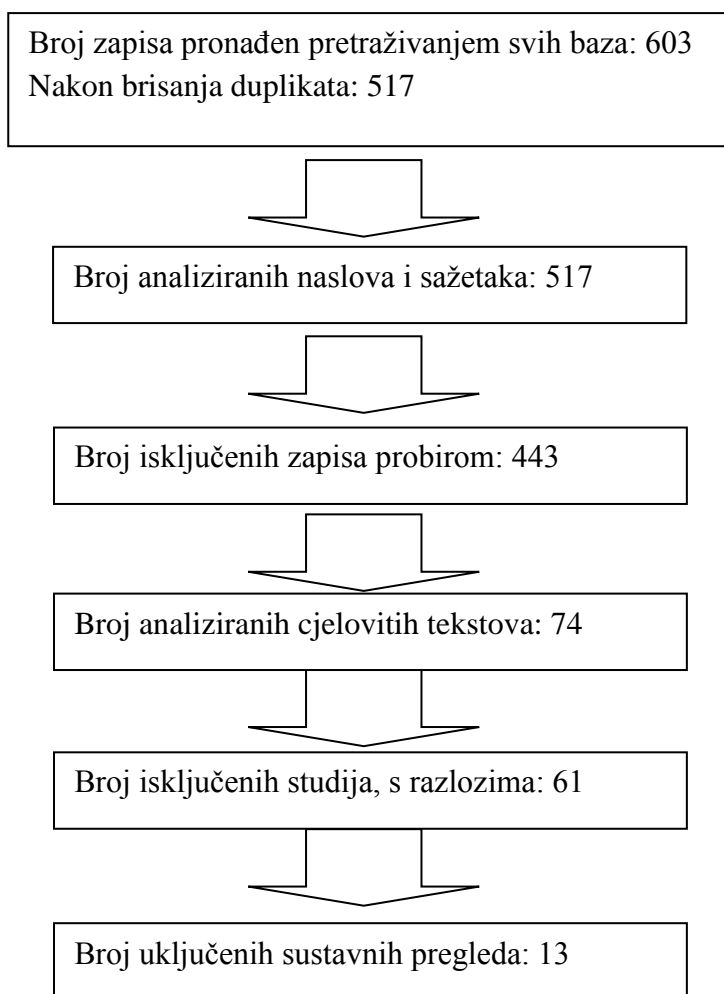 Broj zapisa pronađen pretraživanjem svih baza: 603
Nakon brisanja duplikata: 517
Broj analiziranih naslova i sažetaka: 517
Broj isključenih zapisa probirom: 443
Broj analiziranih cjelovitih tekstova: 74
Broj isključenih studija, s razlozima: 61
Broj uključenih sustavnih pregleda: 13